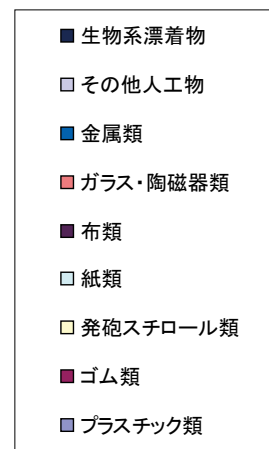 生物系漂着物
その他人工物
金属類
ガラス・陶磁器類
布類
紙類
発砲スチロール類
ゴム類
プラスチック類